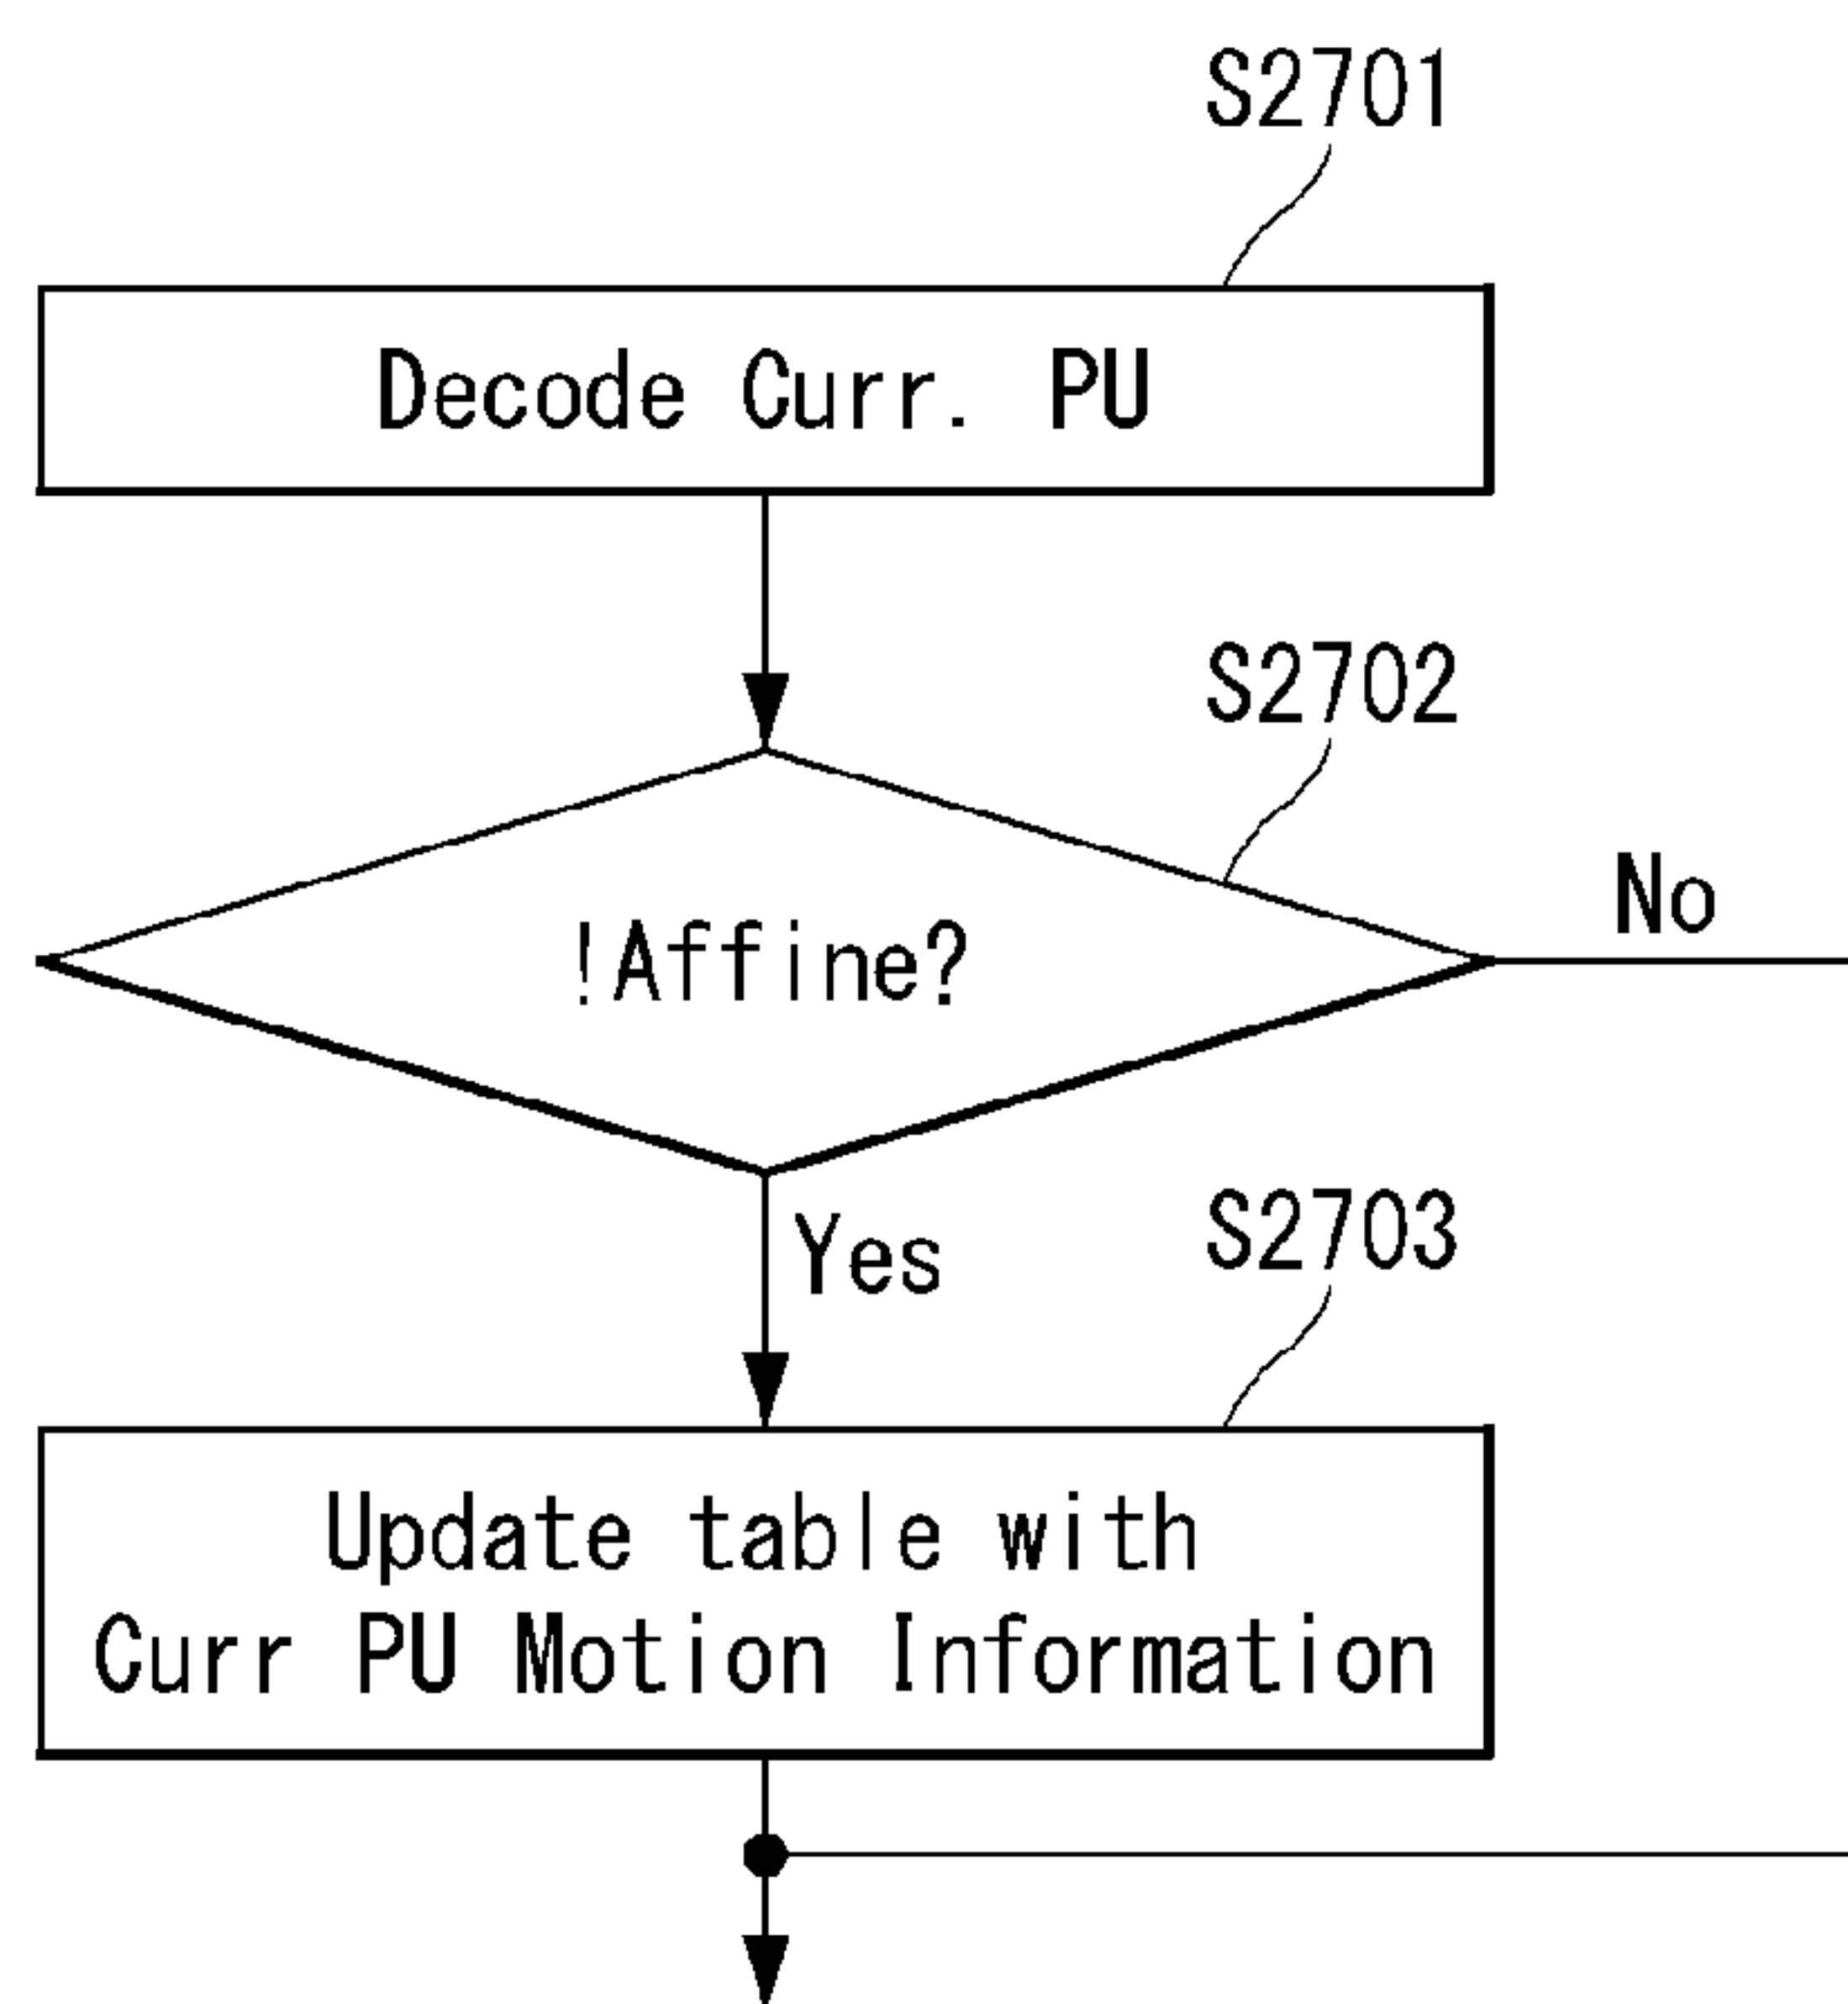 S2701
Decode Curr. PU
S2702
!Affine?
No
Yes
S2703
Update table with
Curr PU Motion Information